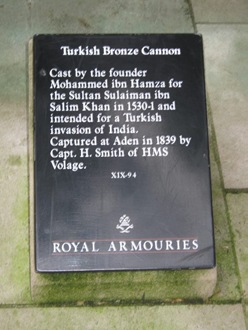 Turkish Bronze Cannon
Cast by the founder
Mohammed ibn Hamza for
the Sultan Sulaiman ibn
Salim Khan in 1530-1 and
intended for a Turkish
invasion of India.
Captured at Aden in 1839 by
Capt. H. Smith of HMS
Volage.
XIX-94
ROYAL ARMOURIES